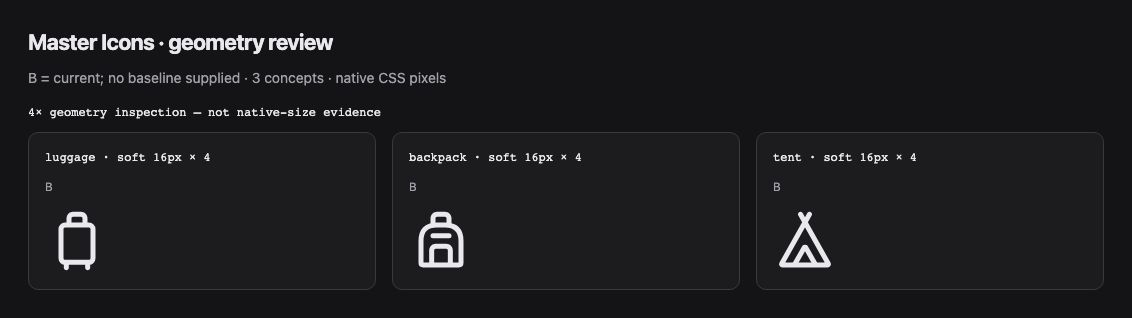 Master Icons · geometry review
B = current; no baseline supplied · 3 concepts · native CSS pixels
4× geometry inspection — not native-size evidence
luggage · soft 16px × 4
B
backpack · soft 16px × 4
B
tent · soft 16px × 4
B